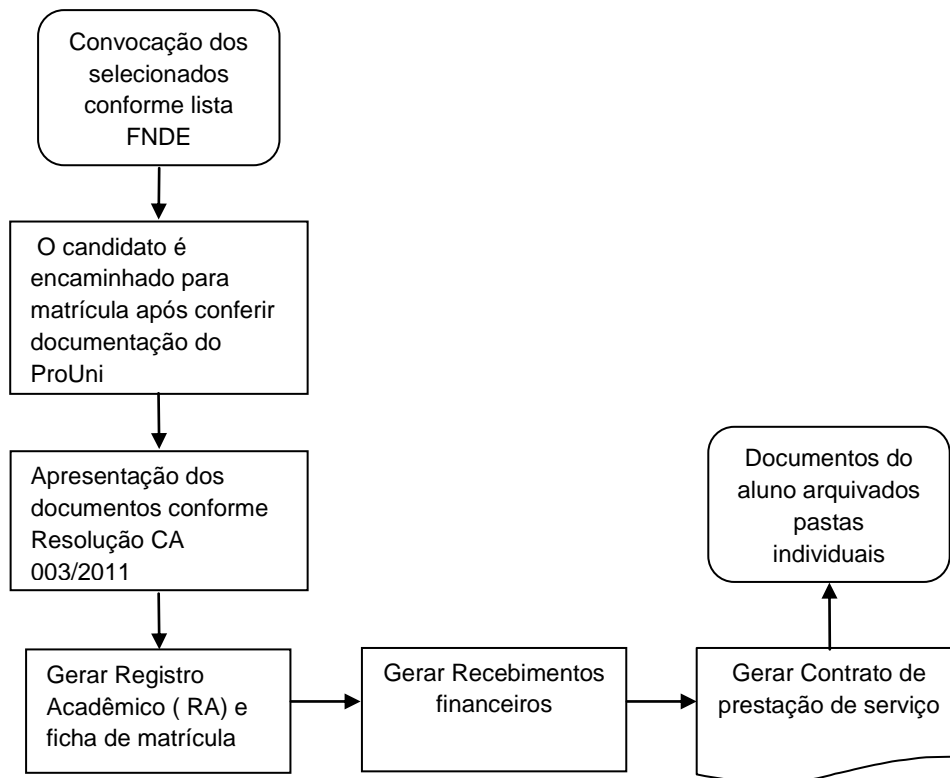 Convocação dos
selecionados
conforme lista
FNDE
O candidato é
encaminhado para
matrícula após conferir
documentação do
ProUni
Apresentação dos
documentos conforme
Resolução CA
003/2011
Gerar Registro
Acadêmico ( RA) e
ficha de matrícula
Gerar Recebimentos
financeiros
Gerar Contrato de
prestação de serviço
Documentos do
aluno arquivados
pastas
individuais